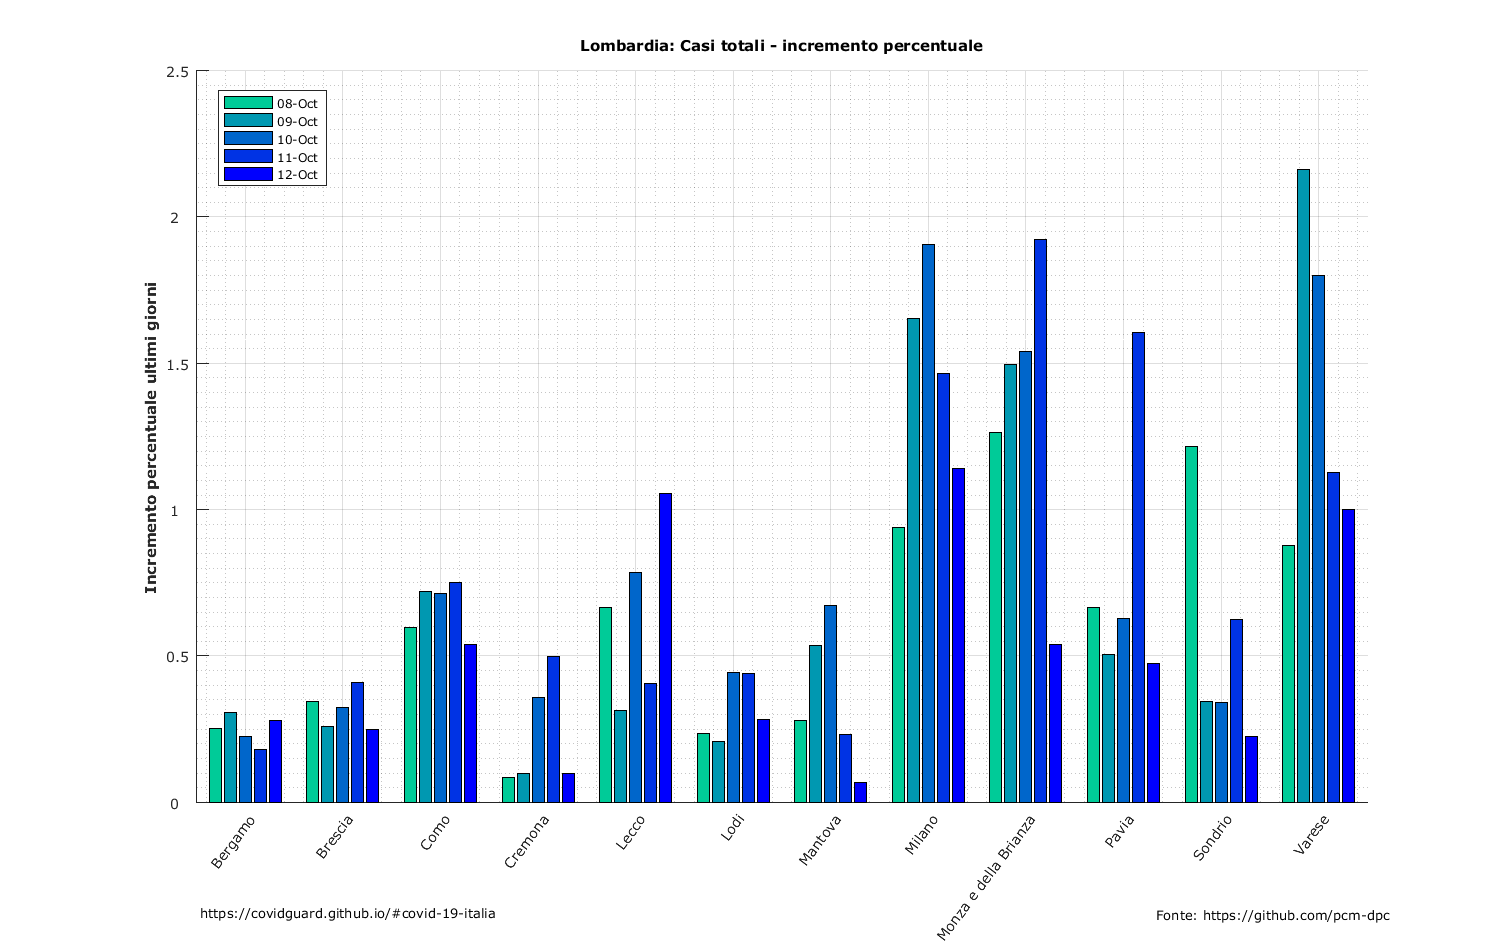 Lombardia: Casi totali - incremento percentuale
2.5
2
1.5
1
0.5
0
Incremento percentuale ultimi giorni
08-Oct
09-Oct
10-Oct
11-Oct
12-Oct
Bergamo
Brescia
Como
Cremona
Lecco
Lodi
Mantova
Milano
Monza e della Brianza
Pavia
Sondrio
Varese
https://covidguard.github.io/#covid-19-italia
Fonte: https://github.com/pcm-dpc